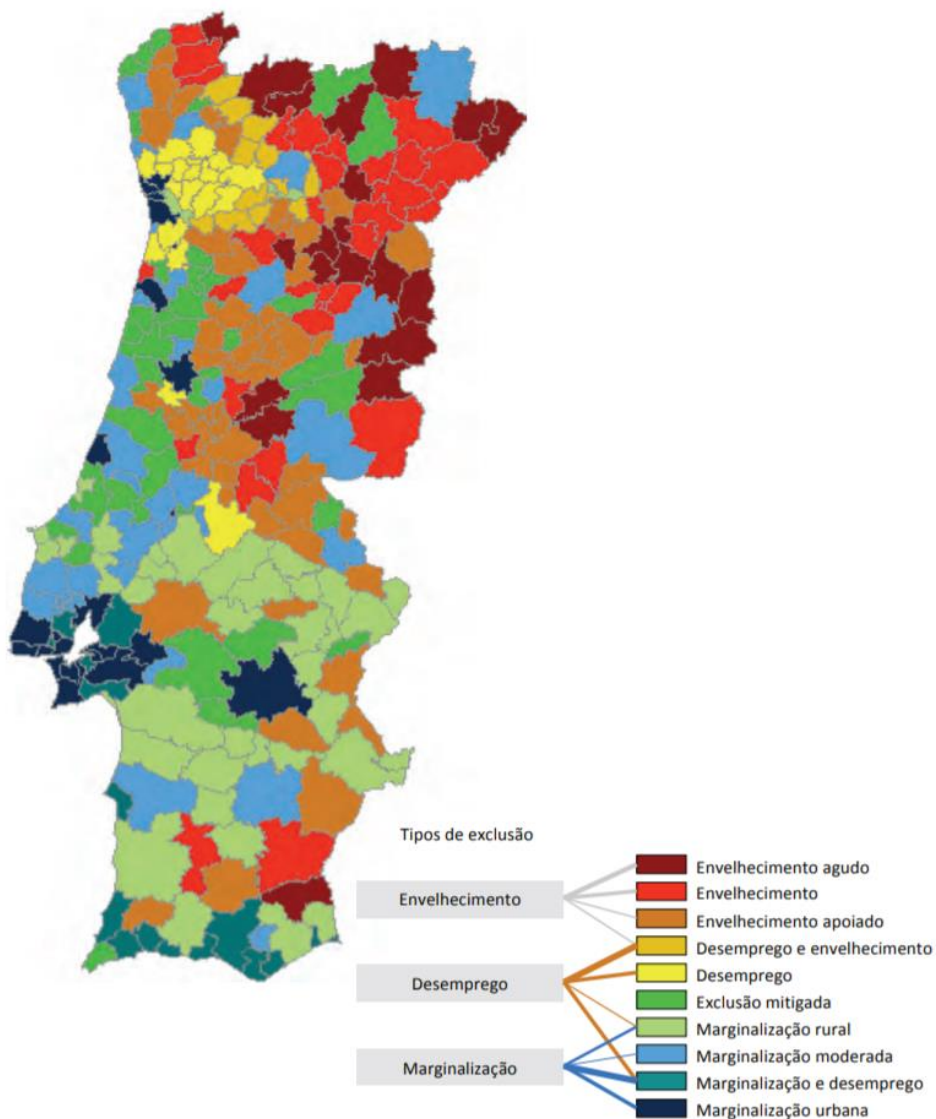 Tipos de exclusão
Envelhecimento
Desemprego
Marginalização
Envelhecimento agudo
Envelhecimento
Envelhecimento apoiado
Desemprego e envelhecimento
Desemprego
Exclusão mitigada
Marginalização rural
Marginalização moderada
Marginalização e desemprego
Marginalização urbana